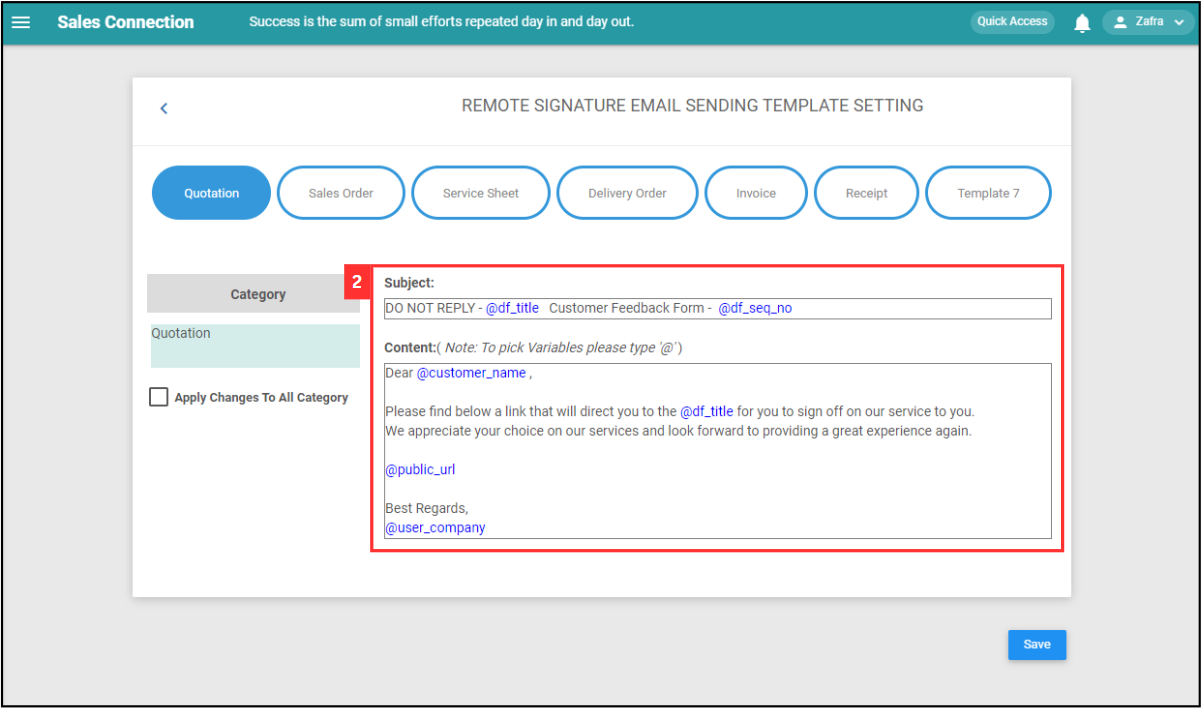 Sales Connection
Success is the sum of small efforts repeated day in and day out.
Quick Access
Zafra
REMOTE SIGNATURE EMAIL SENDING TEMPLATE SETTING
Quotation
Sales Order
Service Sheet
Delivery Order
Invoice
Receipt
Template 7
Category
Quotation
Apply Changes To All Category
2
Subject:
DO NOT REPLY - @df_title Customer Feedback Form - @df_seq_no
Content:( Note: To pick Variables please type '@')
Dear @customer_name ,
Please find below a link that will direct you to the @df_title for you to sign off on our service to you.
We appreciate your choice on our services and look forward to providing a great experience again.
@public_url
Best Regards,
@user_company
Save